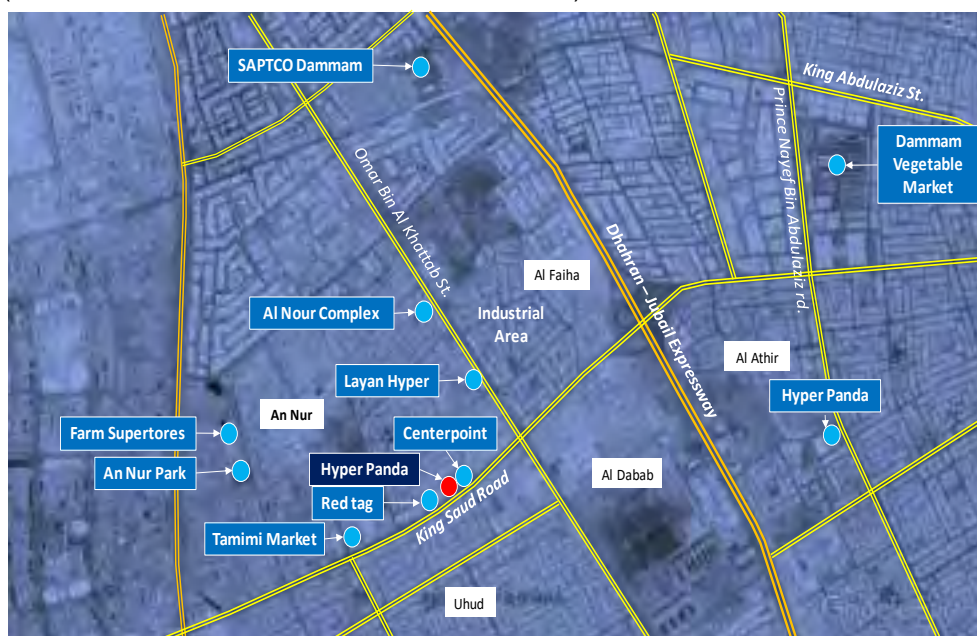 SAPTCO Dammam
King Abdulaziz St.
Prince Nayef Bin Abdulaziz rd.
Dammam
Vegetable
Market
Omar Bin Al Khattab St.
Dhahran – Jubail Expressway
Al Faiha
Al Nour Complex
Industrial
Area
Al Athir
Layan Hyper
Hyper Panda
An Nur
Farm Supertores
Centerpoint
An Nur Park
Hyper Panda
Al Dabab
Red tag
King Saud Road
Tamimi Market
Uhud